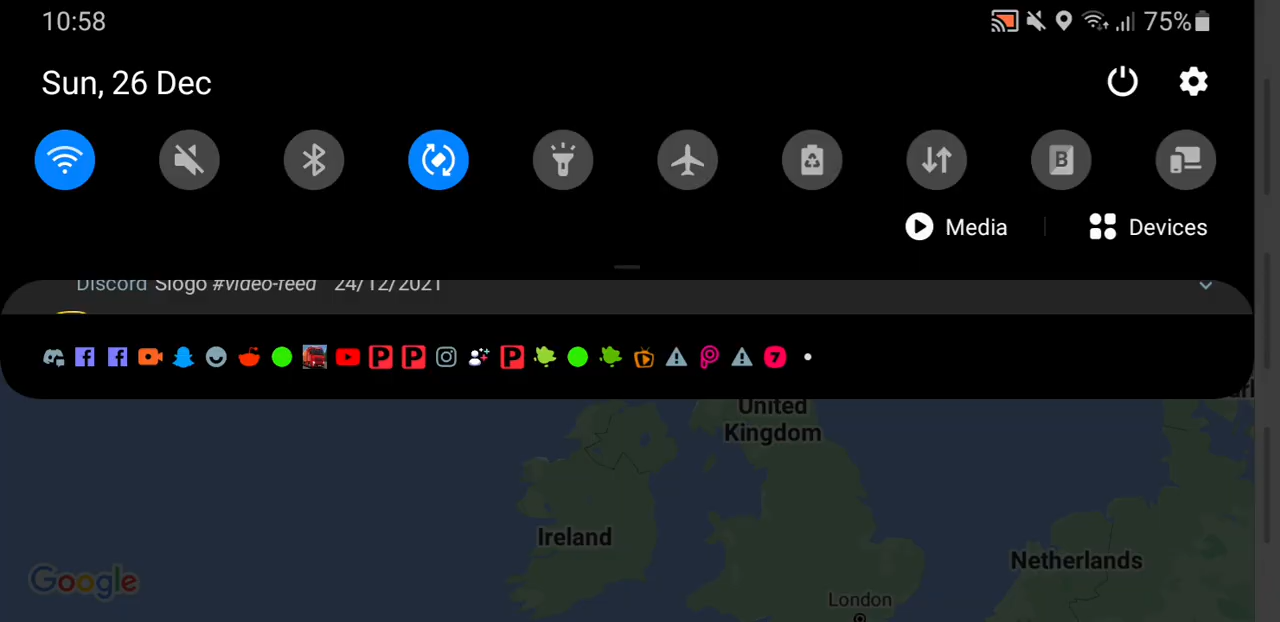 10:58
75%
Sun, 26 Dec
B
Media
Devices
Discord Slogo #video-feed 24/12/2021
P P P 7
United
Kingdom
Ireland
Netherlands
London
Google